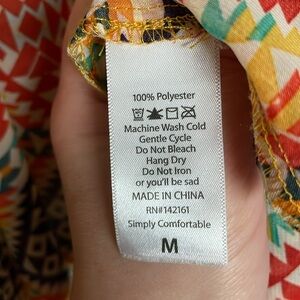 100% Polyester
Machine Wash Cold
Gentle Cycle
Do Not Bleach
Hang Dry
Do Not Iron
or you'll be sad
MADE IN CHINA
RN#142161
Simply Comfortable
M